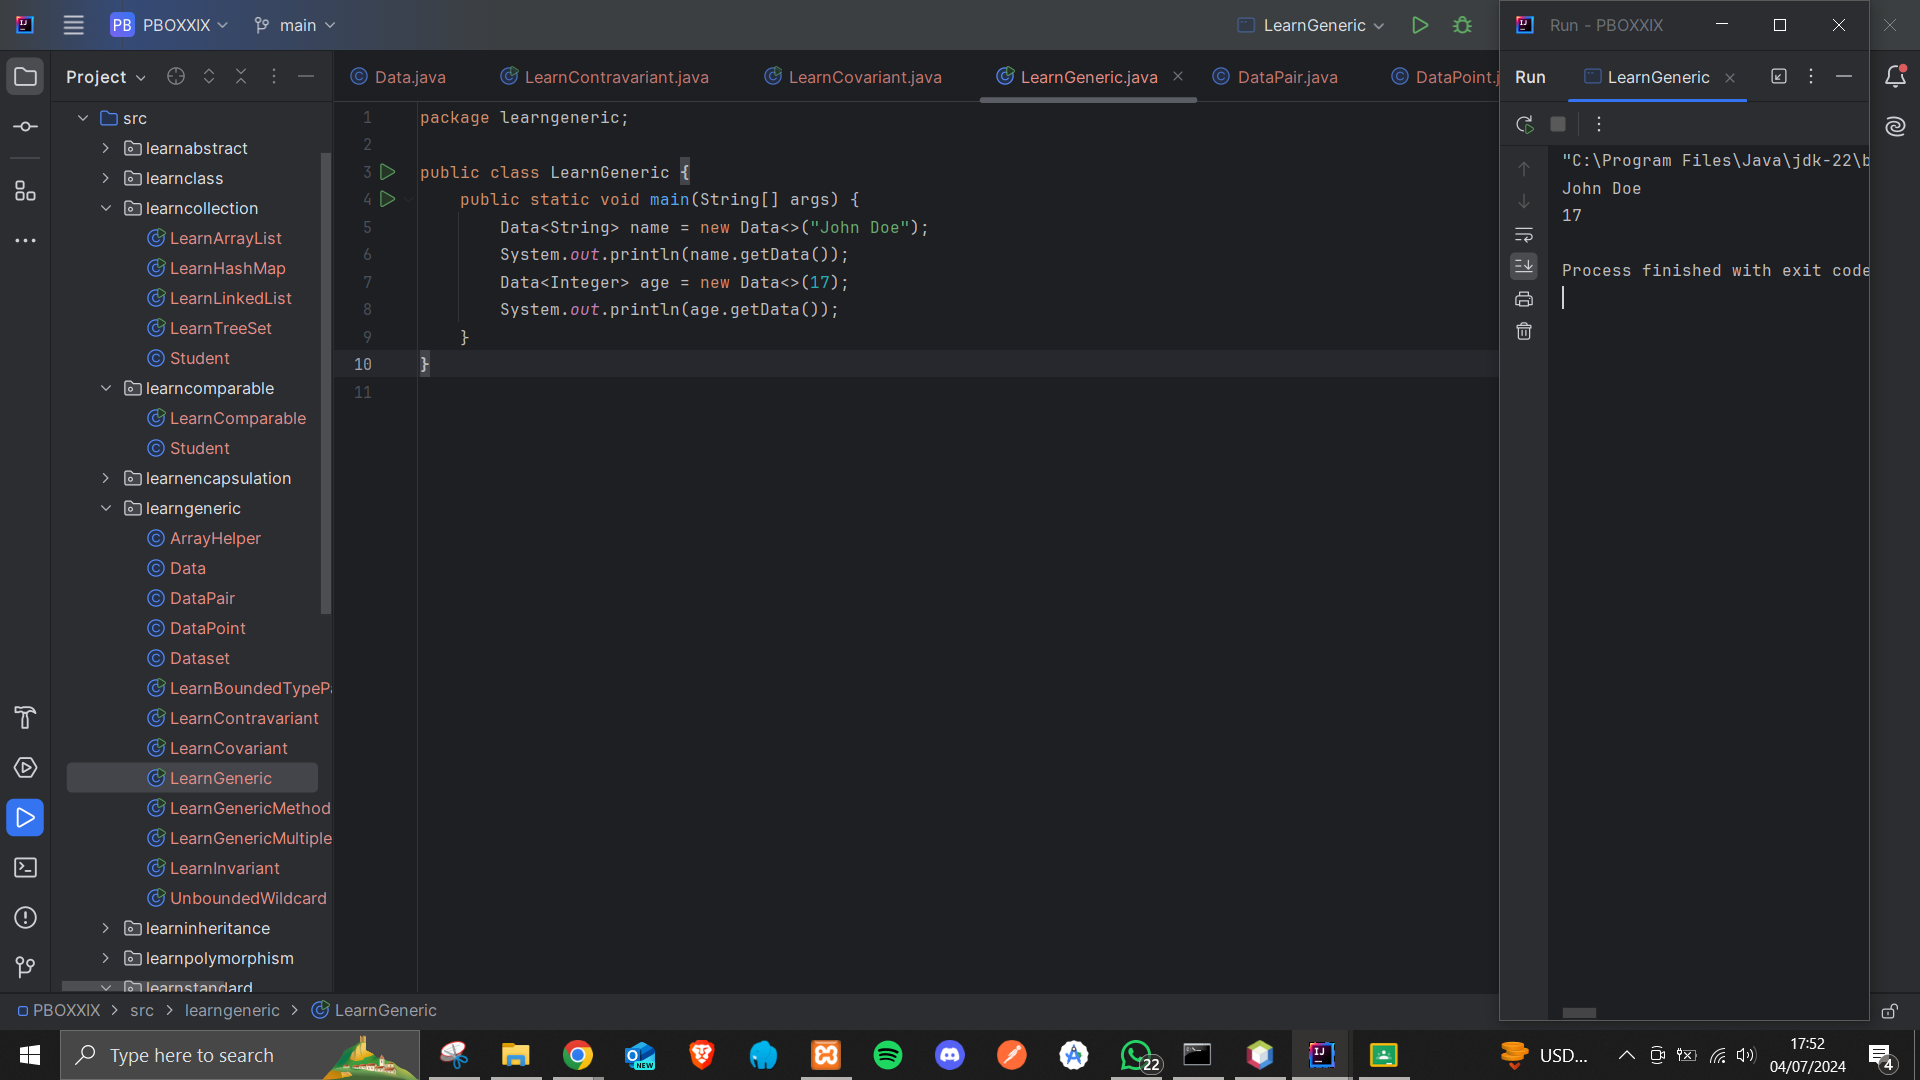 PB PBOXXIX main LearnGeneric Run - PBOXXIX
Project Data.java LearnContravariant.java LearnCovariant.java LearnGeneric.java DataPair.java DataPoint.j Run LearnGeneric
src
learnabstract
learnclass
learncollection
LearnArrayList
LearnHashMap
LearnLinkedList
LearnTreeSet
Student
learncomparable
LearnComparable
Student
learnencapsulation
learngeneric
ArrayHelper
Data
DataPair
DataPoint
Dataset
LearnBoundedTypePa
LearnContravariant
LearnCovariant
LearnGeneric
LearnGenericMethod
LearnGenericMultiple
LearnInvariant
UnboundedWildcard
learninheritance
learnpolymorphism
learnstandard
1 package learngeneric;
2
3 public class LearnGeneric {
4 public static void main(String[] args) {
5 Data<String> name = new Data<>("John Doe");
6 System.out.println(name.getData());
7 Data<Integer> age = new Data<>(17);
8 System.out.println(age.getData());
9 }
10 }
11
"C:\Program Files\Java\jdk-22\b
John Doe
17
Process finished with exit code
PBOXXIX > src > learngeneric > LearnGeneric
Type here to search NEW 22 IJ USD... 17:52
04/07/2024 4